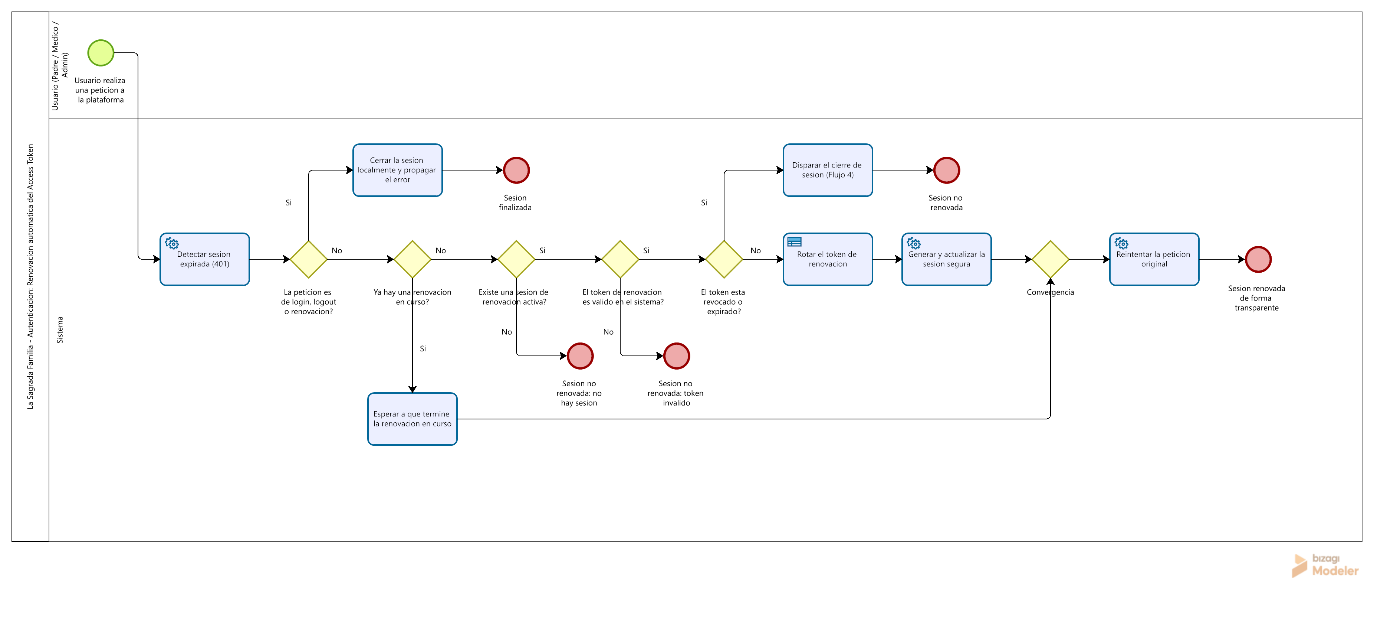 La Sagrada Familia - Autenticacion: Renovacion automatica del Access Token
Usuario (Padre / Medico /
Admin)
Usuario realiza
una peticion a
la plataforma
Sistema
Detectar sesion
expirada (401)
La peticion es
de login, logout
o renovacion?
Si
Cerrar la sesion
localmente y propagar
el error
Sesion
finalizada
No
Ya hay una renovacion
en curso?
Si
Esperar a que termine
la renovacion en curso
No
Existe una sesion de
renovacion activa?
No
Sesion no
renovada: no
hay sesion
Si
El token de renovacion
es valido en el sistema?
No
Sesion no
renovada: token
invalido
Si
El token esta
revocado o
expirado?
Si
Disparar el cierre de
sesion (Flujo 4)
Sesion no
renovada
No
Rotar el token de
renovacion
Generar y actualizar la
sesion segura
Convergencia
Reintentar la peticion
original
Sesion renovada
de forma
transparente
bizagi
Modeler